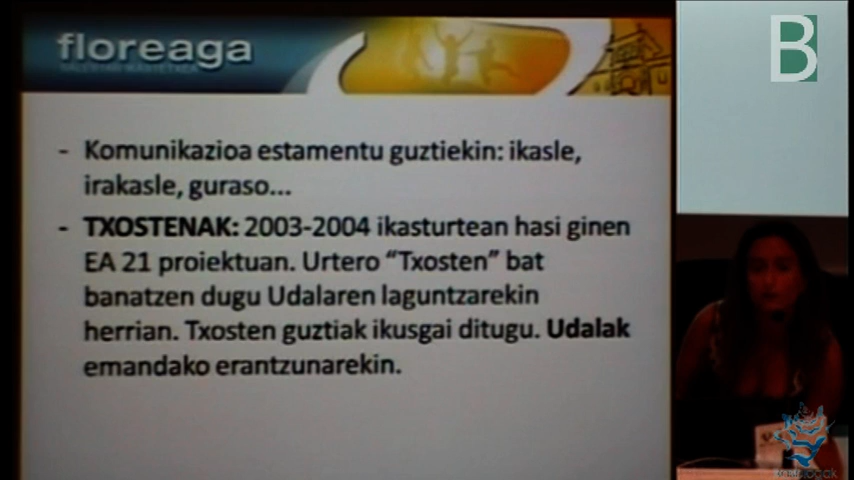 floreaga
B
- Komunikazioa estamentu guztiekin: ikasle,
irakasle, guraso...
- TXOSTENAK: 2003-2004 ikasturtean hasi ginen
EA 21 proiektuan. Urtero “Txosten” bat
banatzen dugu Udalaren laguntzarekin
herrian. Txosten guztiak ikusgai ditugu. Udalak
emandako erantzunarekin.